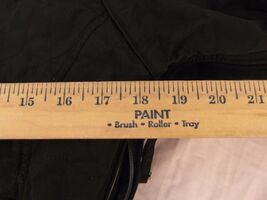 15 16 17 18 19 20 21
PAINT
• Brush • Roller • Tray